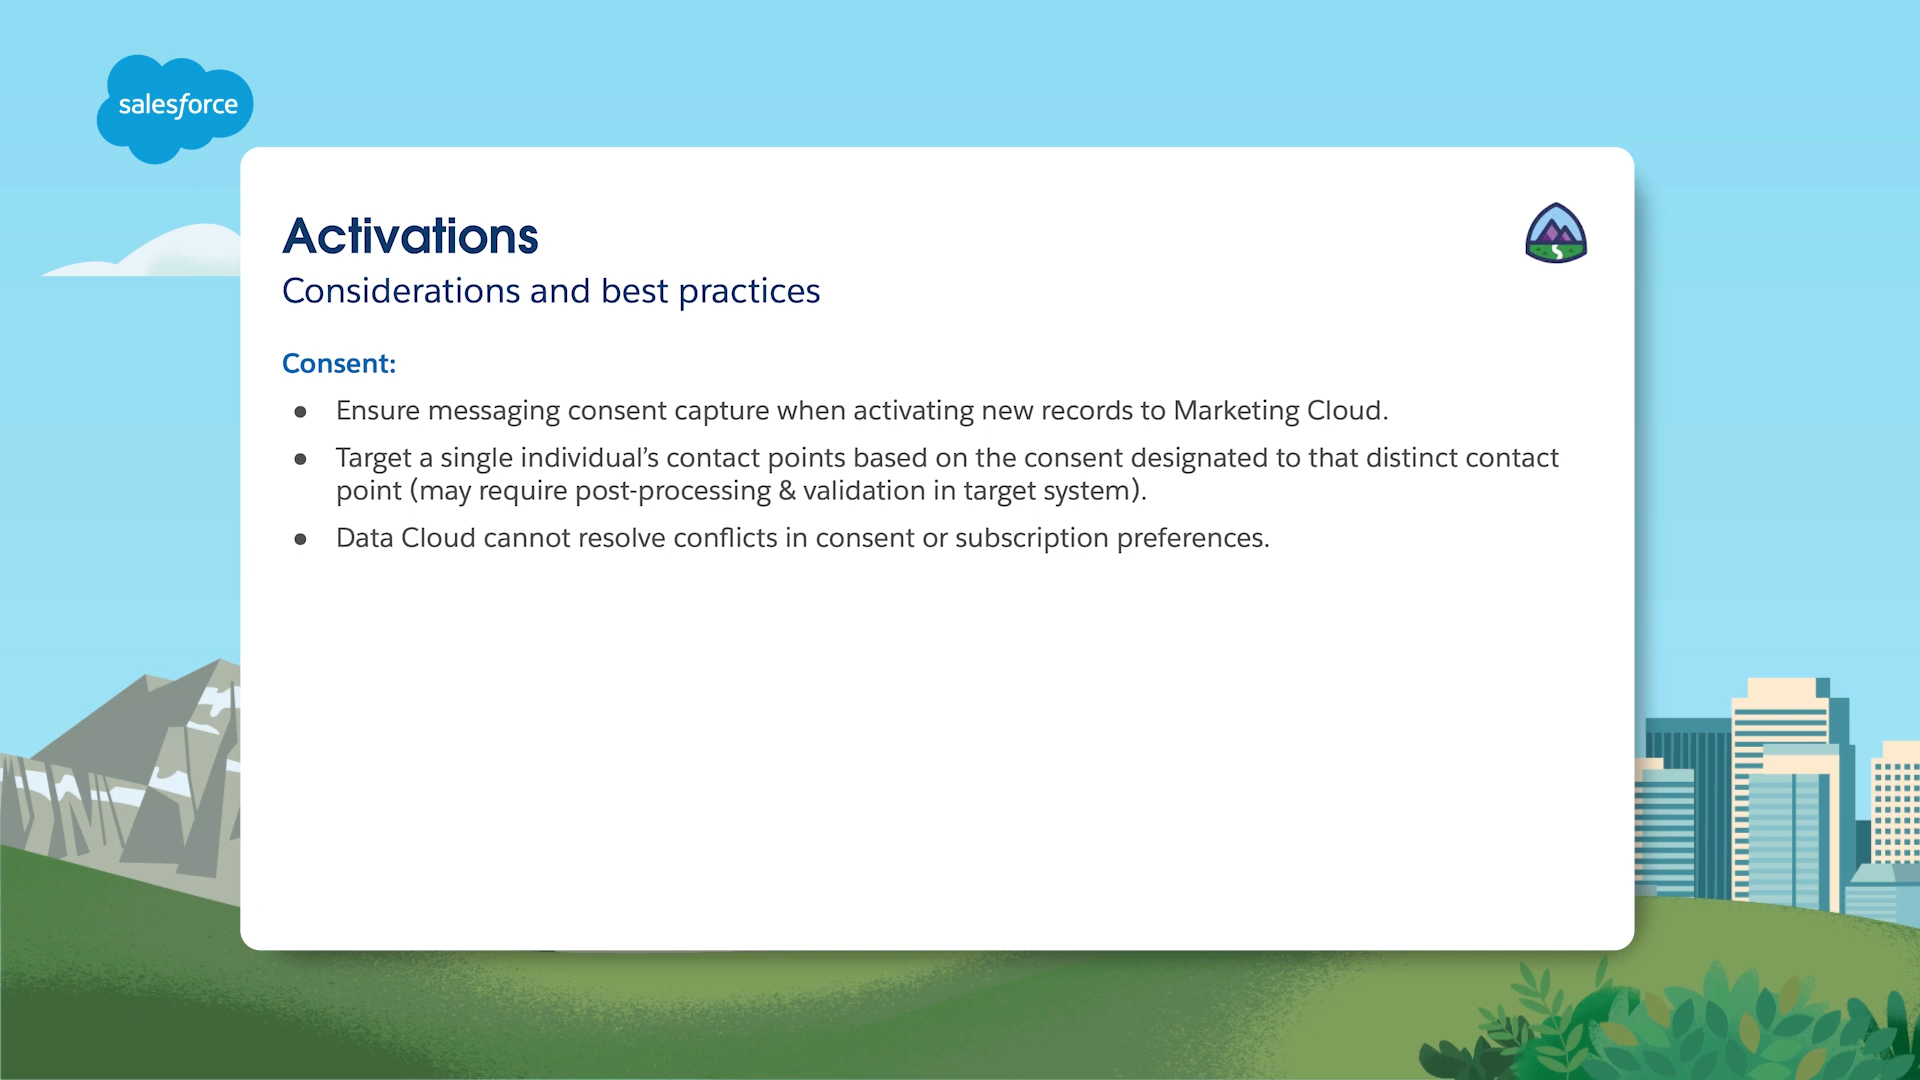 salesforce
Activations
Considerations and best practices
Consent:
● Ensure messaging consent capture when activating new records to Marketing Cloud.
● Target a single individual’s contact points based on the consent designated to that distinct contact
point (may require post-processing & validation in target system).
● Data Cloud cannot resolve conflicts in consent or subscription preferences.